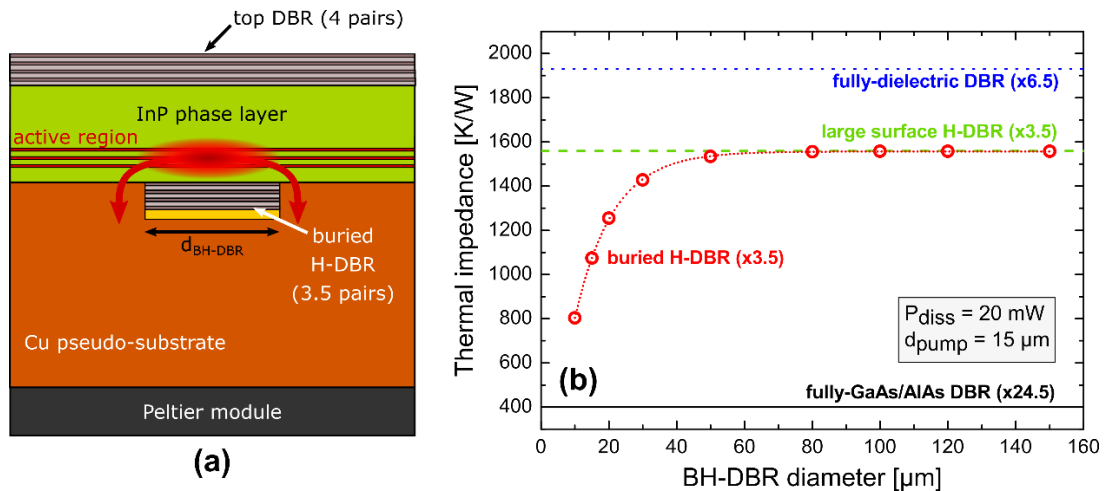 top DBR (4 pairs)
InP phase layer
active region
buried
H-DBR
(3.5 pairs)
dBH-DBR
Cu pseudo-substrate
Peltier module
(a)
Thermal impedance [K/W]
2000
1800
1600
1400
1200
1000
800
600
400
fully-dielectric DBR (x6.5)
large surface H-DBR (x3.5)
buried H-DBR (x3.5)
Pdiss = 20 mW
dpump = 15 µm
(b)
fully-GaAs/AlAs DBR (x24.5)
0 20 40 60 80 100 120 140 160
BH-DBR diameter [µm]